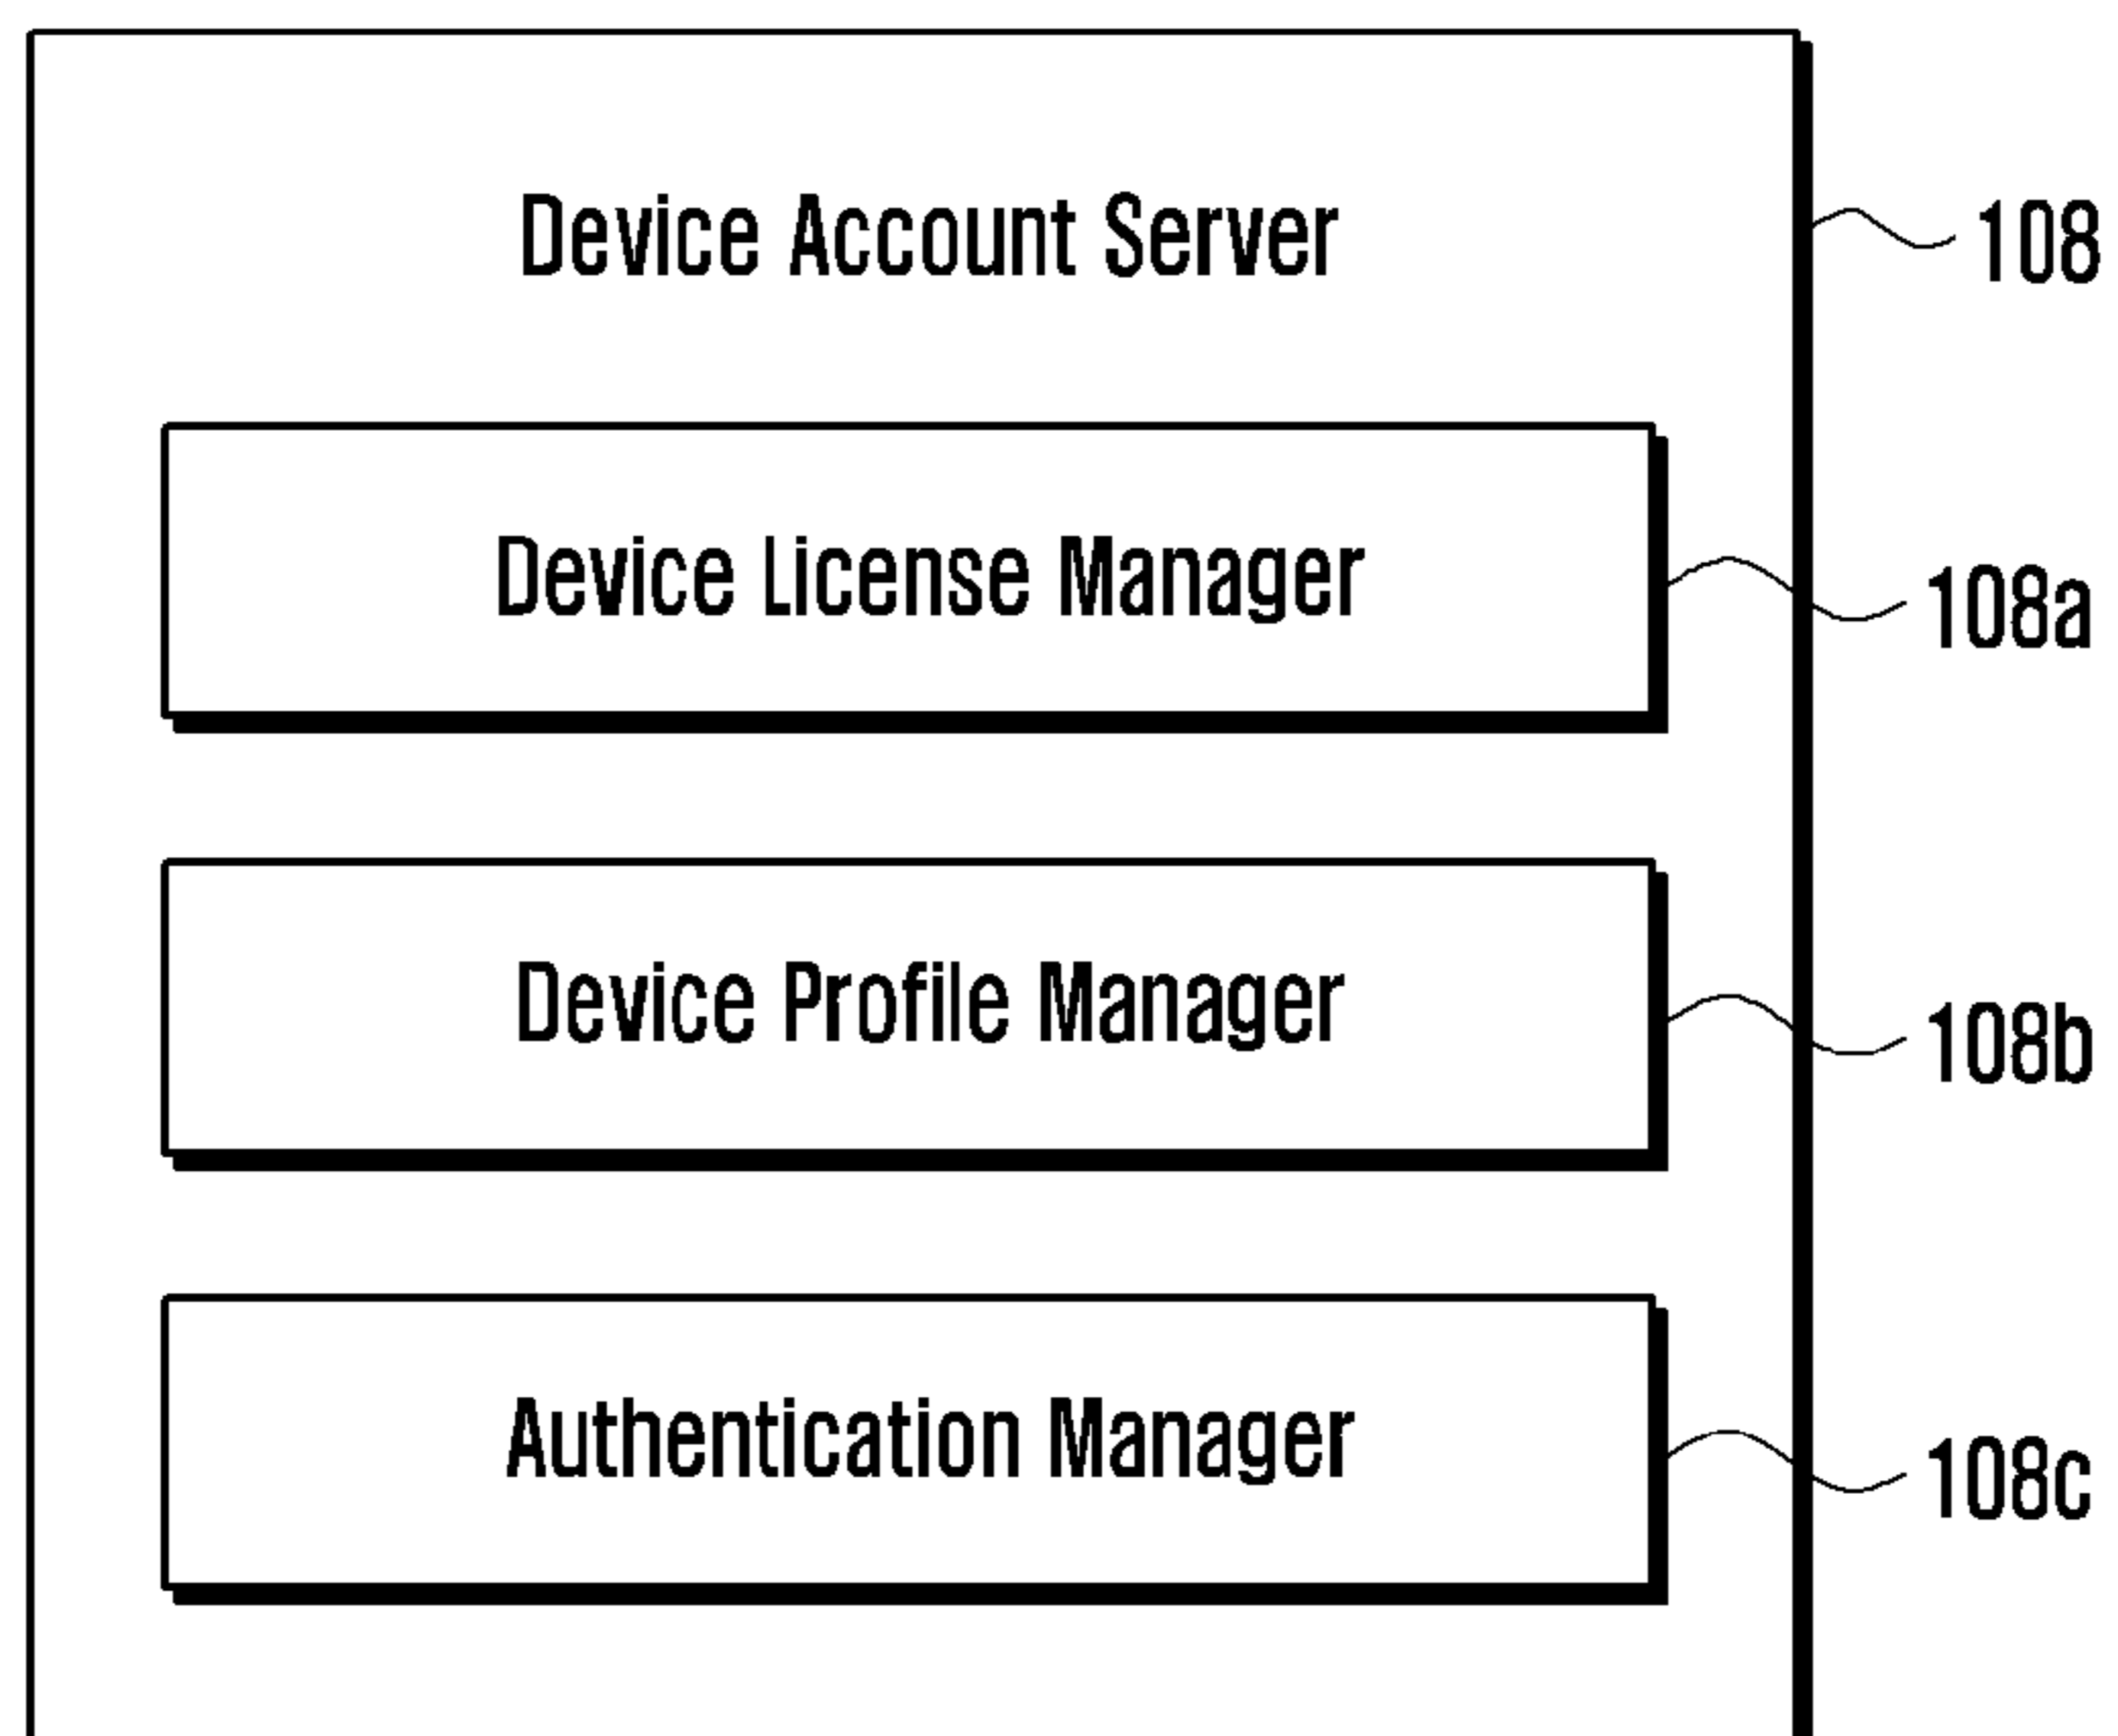 Device Account Server
108
Device License Manager
108a
Device Profile Manager
108b
Authentication Manager
108c